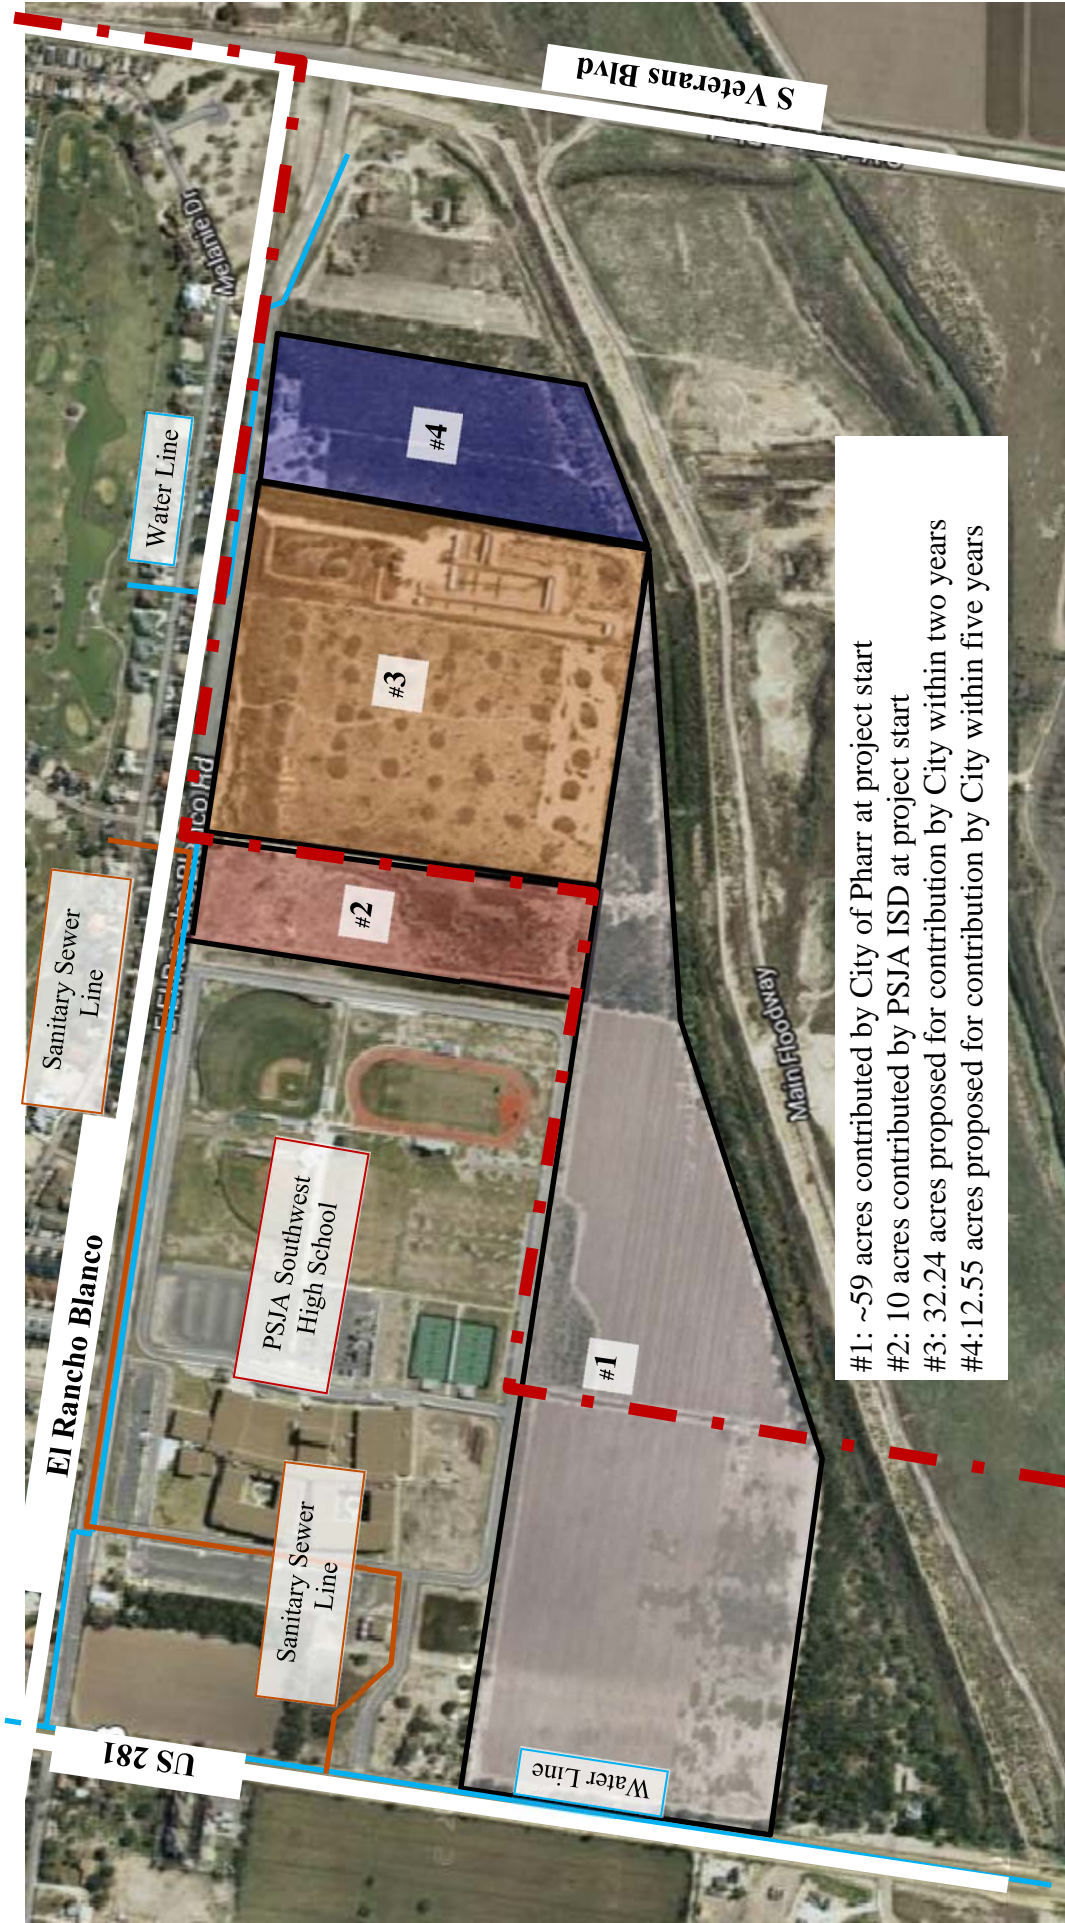 El Rancho Blanco
S Veterans Blvd
US 281
Melanie Dr
Water Line
Sanitary Sewer
Line
#4
#3
#2
PSJA Southwest
High School
#1
Sanitary Sewer
Line
Water Line
Main Floodway
#1: ~59 acres contributed by City of Pharr at project start
#2: 10 acres contributed by PSJA ISD at project start
#3: 32.24 acres proposed for contribution by City within two years
#4:12.55 acres proposed for contribution by City within five years